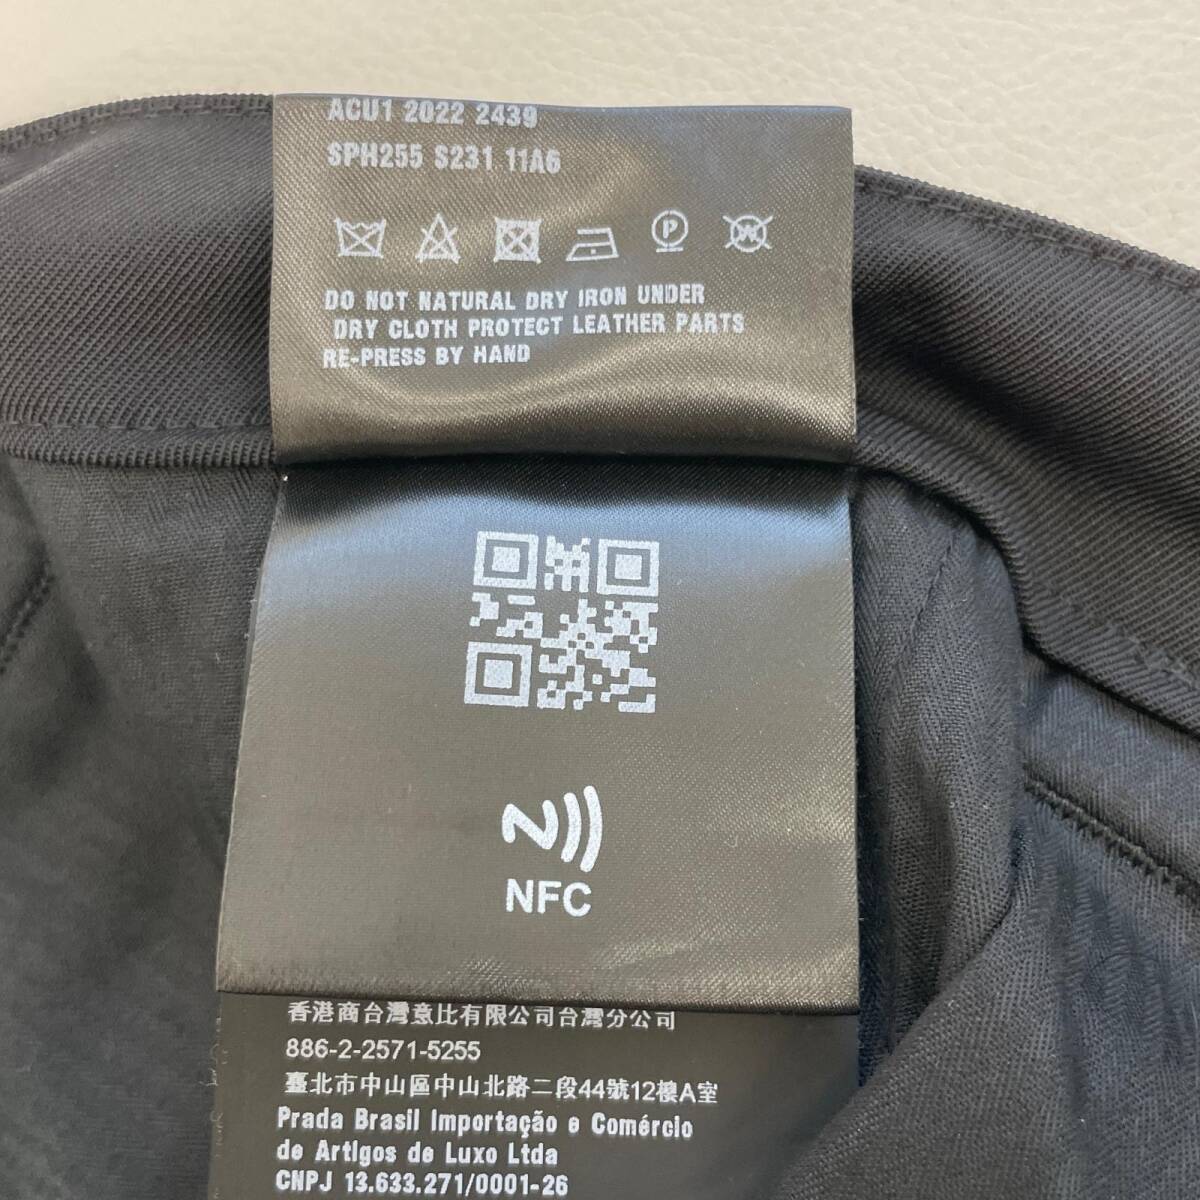 ACU1 2022 2439
SPH255 S231 11A6
P
W
DO NOT NATURAL DRY IRON UNDER
DRY CLOTH PROTECT LEATHER PARTS
RE-PRESS BY HAND
N
NFC
香港商台灣意比有限公司台灣分公司
886-2-2571-5255
臺北市中山區中山北路二段44號12樓A室
Prada Brasil Importação e Comércio
de Artigos de Luxo Ltda
CNPJ 13.633.271/0001-26